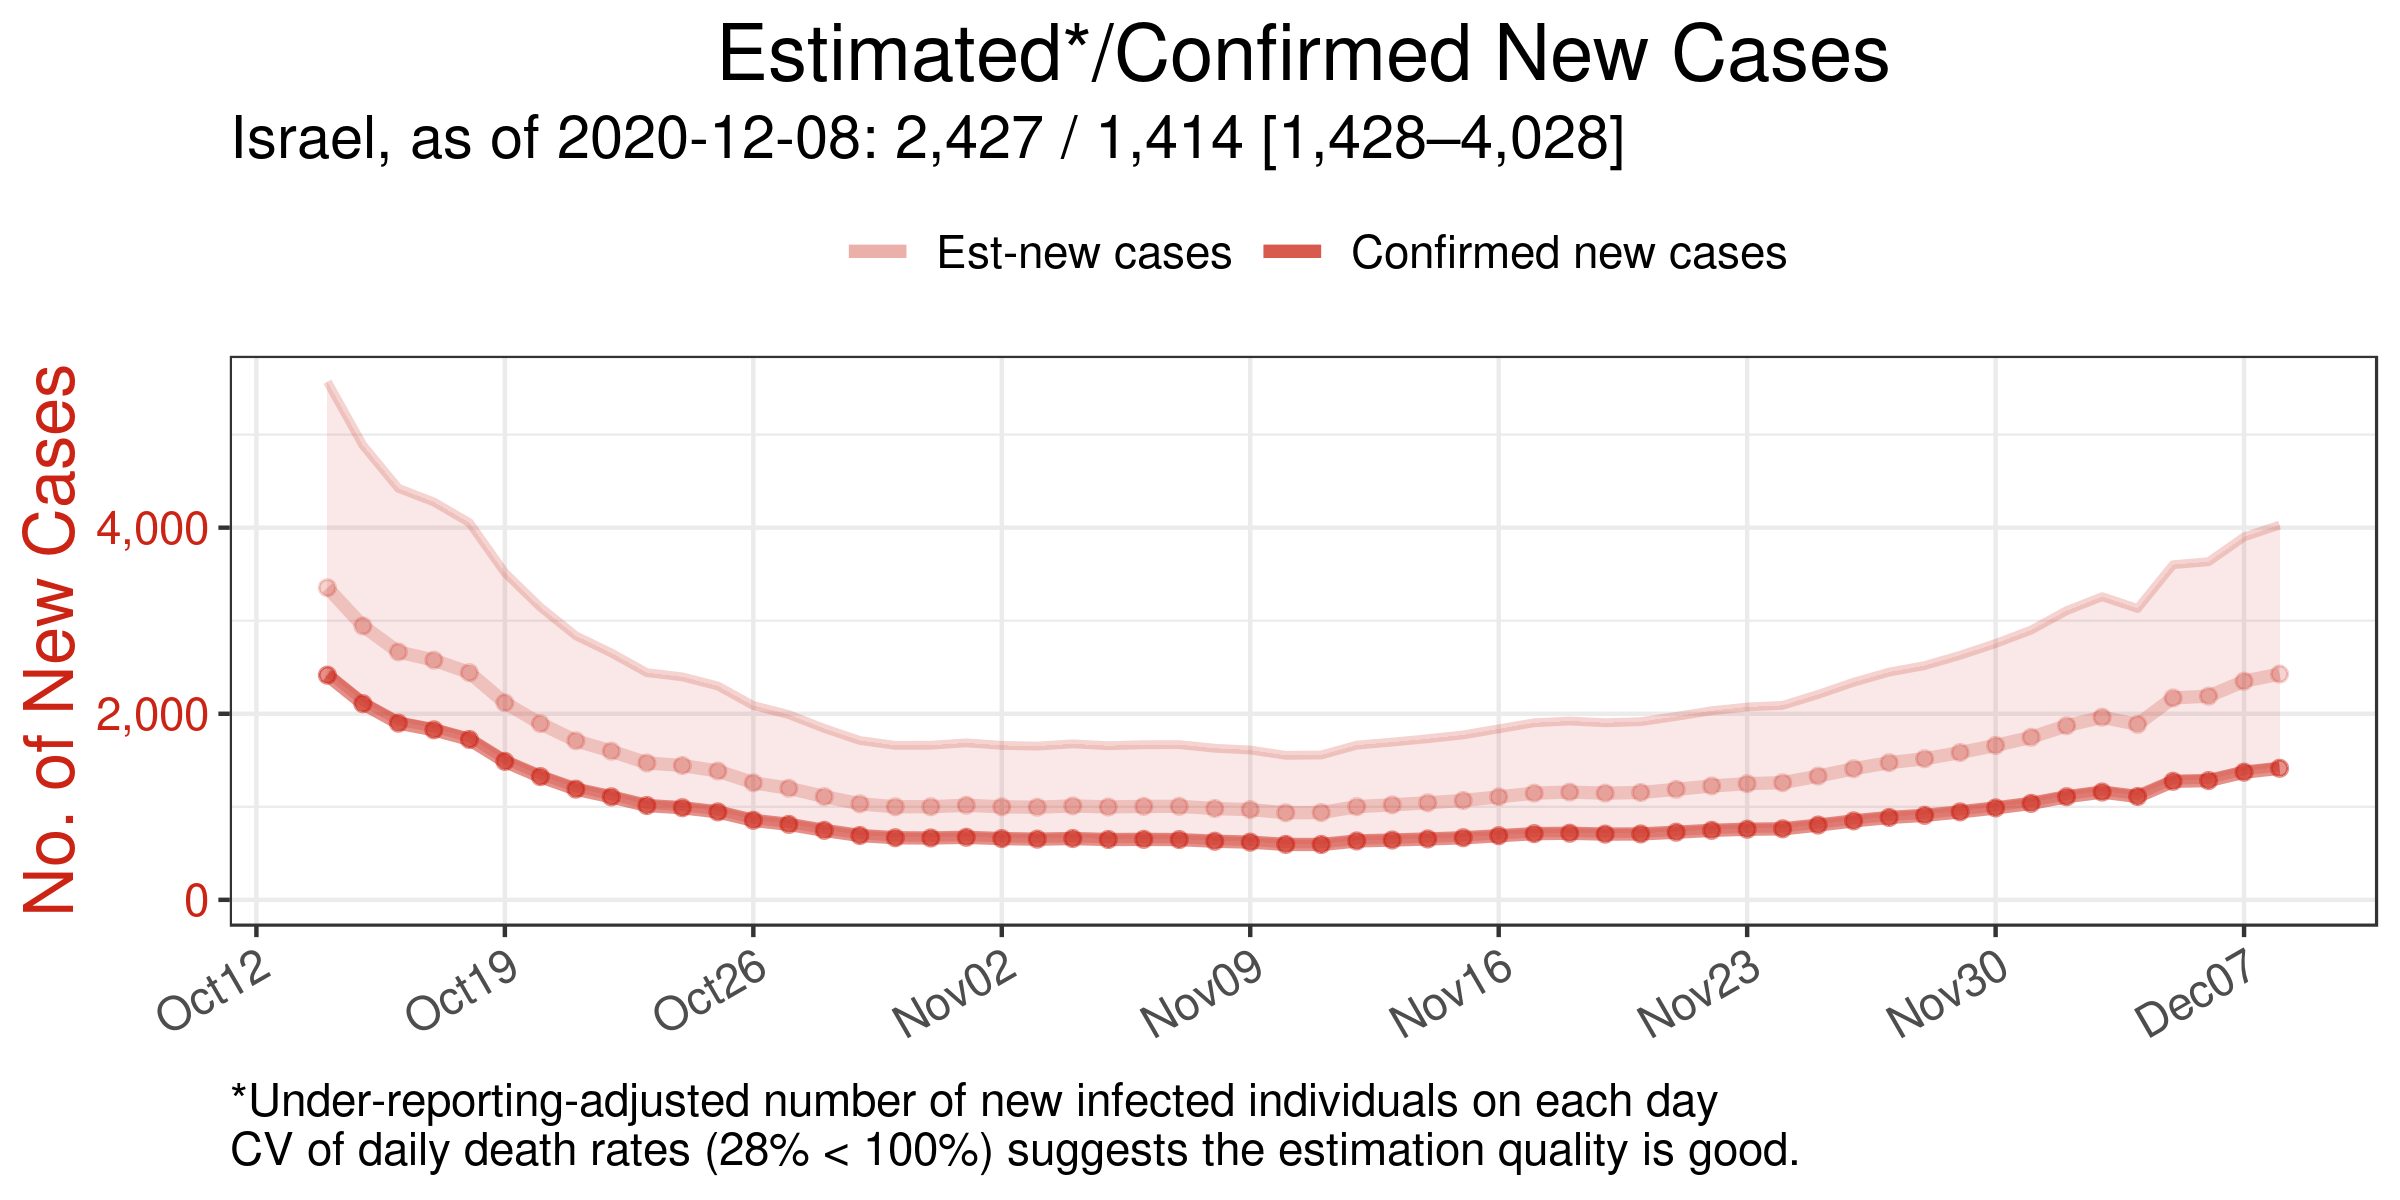 Estimated*/Confirmed New Cases
Israel, as of 2020-12-08: 2,427 / 1,414 [1,428–4,028]
Est-new cases
Confirmed new cases
No. of New Cases
4,000
2,000
0
Oct12
Oct19
Oct26
Nov02
Nov09
Nov16
Nov23
Nov30
Dec07
*Under-reporting-adjusted number of new infected individuals on each day
CV of daily death rates (28% < 100%) suggests the estimation quality is good.